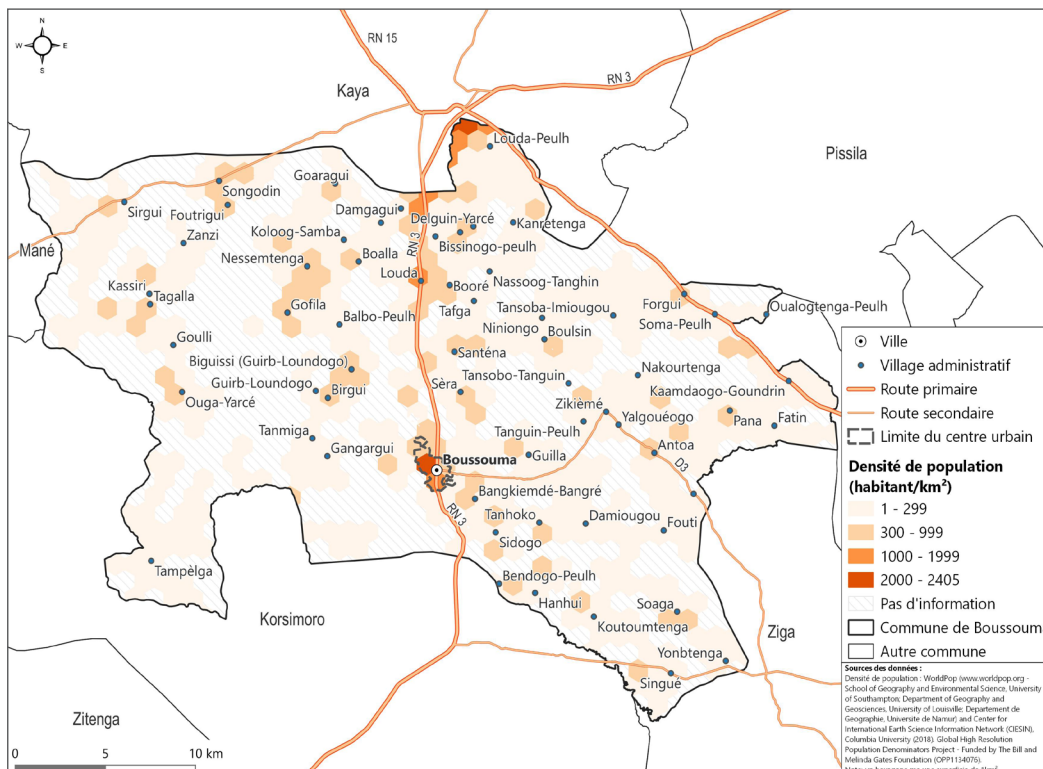 N
W E
S
RN 15
RN 3
Kaya
Louda-Peulh
Pissila
Goaragui
Songodin
Sirgui
Foutrigui
Damgagui
Delguin-Yarcé
Kanretenga
Zanzi
Koloog-Samba
RN 3
Bissinogo-peulh
Mané
Nessemtenga
Boalla
Louda
Nassoog-Tanghin
Kassiri
Tagalla
Booré
Gofila
Tafga
Tansoba-Imiougou
Forgui
Oualogtenga-Peulh
Balbo-Peulh
Niniongo
Soma-Peulh
Goulli
Boulsin
Biguissi (Guirb-Loundogo)
Santéna
Guirb-Loundogo
Birgui
Sèra
Tansobo-Tanguin
Nakourtenga
Ouga-Yarcé
Kaamdaogo-Goundrin
Zikièmé
Tanmiga
Tanguin-Peulh
Yalgouéogo
Pana
Fatin
Gangargui
Boussouma
Guilla
Antoa
D3
Bangkiemdé-Bangré
RN 3
Tanhoko
Damiougou
Fouti
Sidogo
Tampèlga
Bendogo-Peulh
Hanhui
Soaga
Korsimoro
Koutoumtenga
Ziga
Yonbtenga
Singué
Zitenga
0 5 10 km
Ville
Village administratif
Route primaire
Route secondaire
Limite du centre urbain
Densité de population
(habitant/km²)
1 - 299
300 - 999
1000 - 1999
2000 - 2405
Pas d'information
Commune de Boussoum
Autre commune
Sources des données :
Densité de population : WorldPop (www.worldpop.org -
School of Geography and Environmental Science, University
of Southampton; Department of Geography and
Geosciences, University of Louisville; Departement de
Geographie, Universite de Namur) and Center for
International Earth Science Information Network (CIESIN),
Columbia University (2018). Global High Resolution
Population Denominators Project - Funded by The Bill and
Melinda Gates Foundation (OPP1134076).